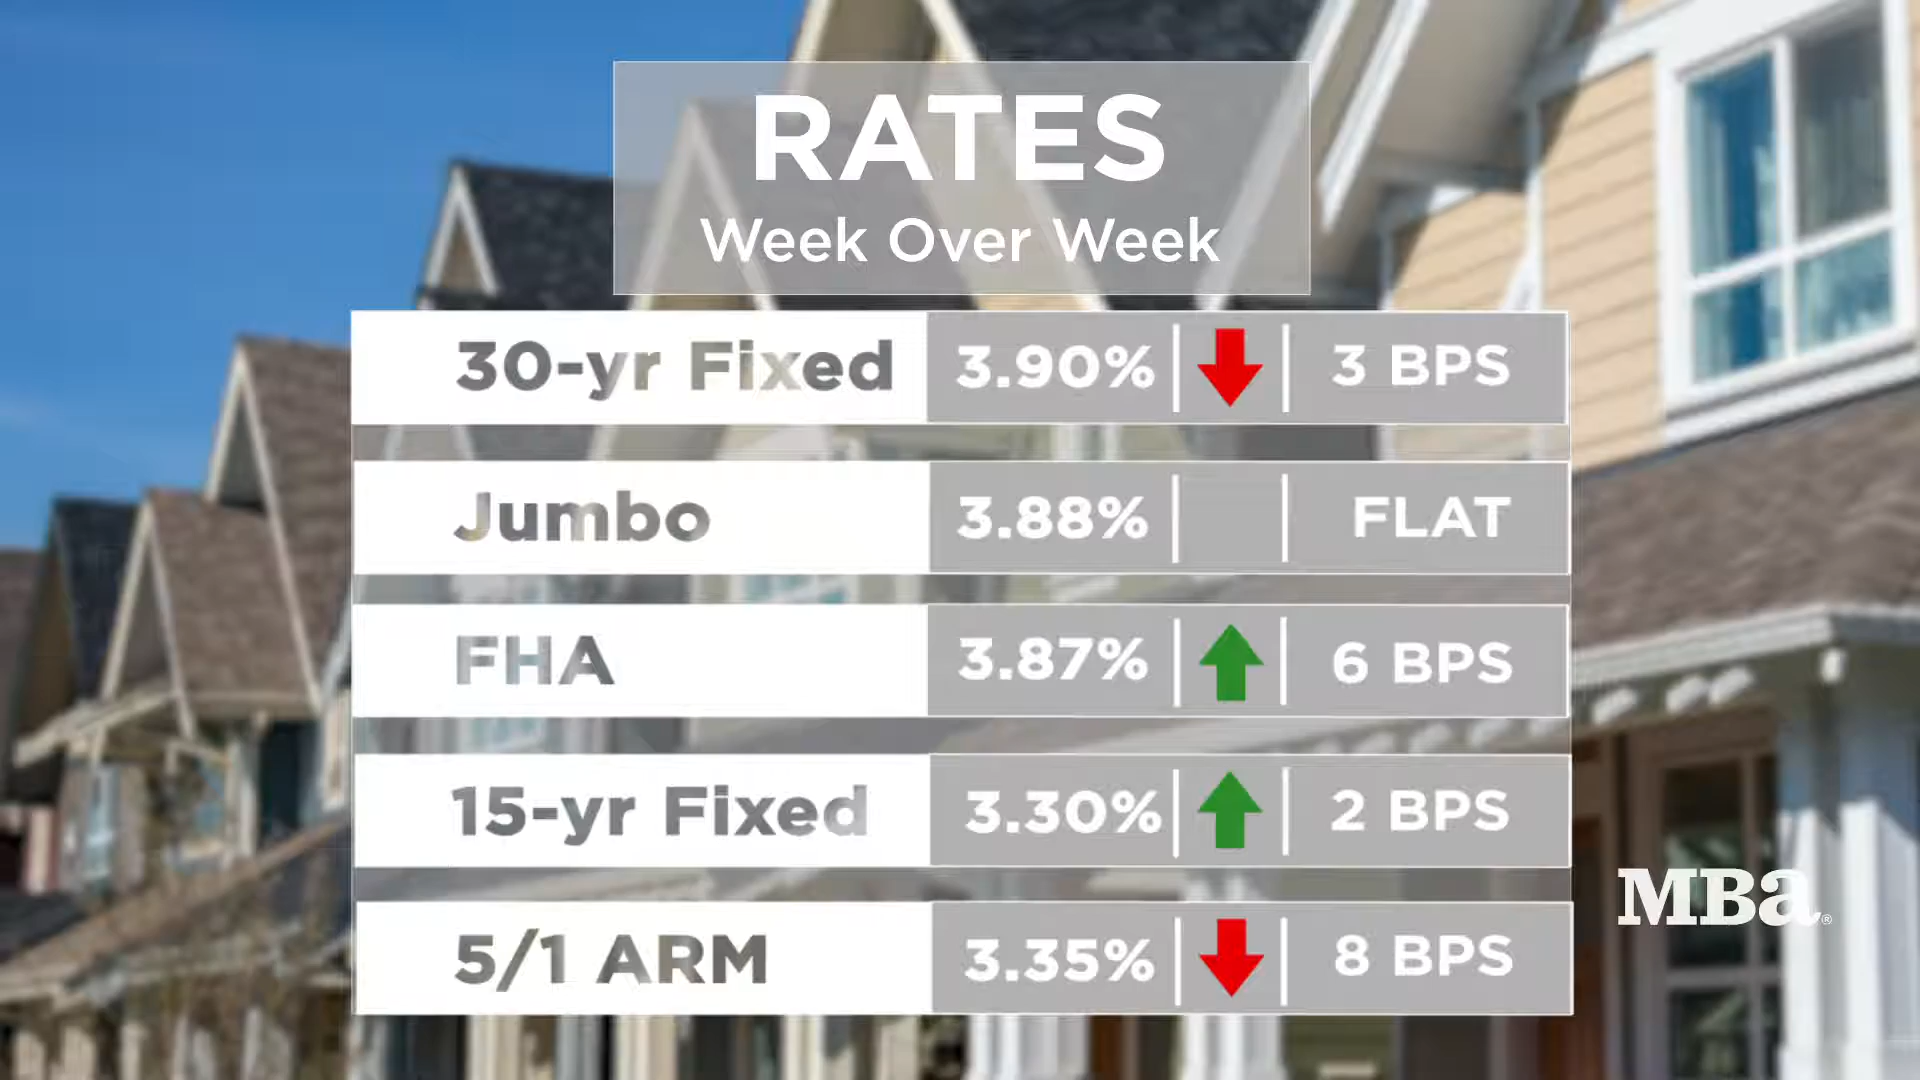 RATES
Week Over Week
30-yr Fixed 3.90% 3 BPS
Jumbo 3.88% FLAT
FHA 3.87% 6 BPS
15-yr Fixed 3.30% 2 BPS
5/1 ARM 3.35% 8 BPS
MBa®